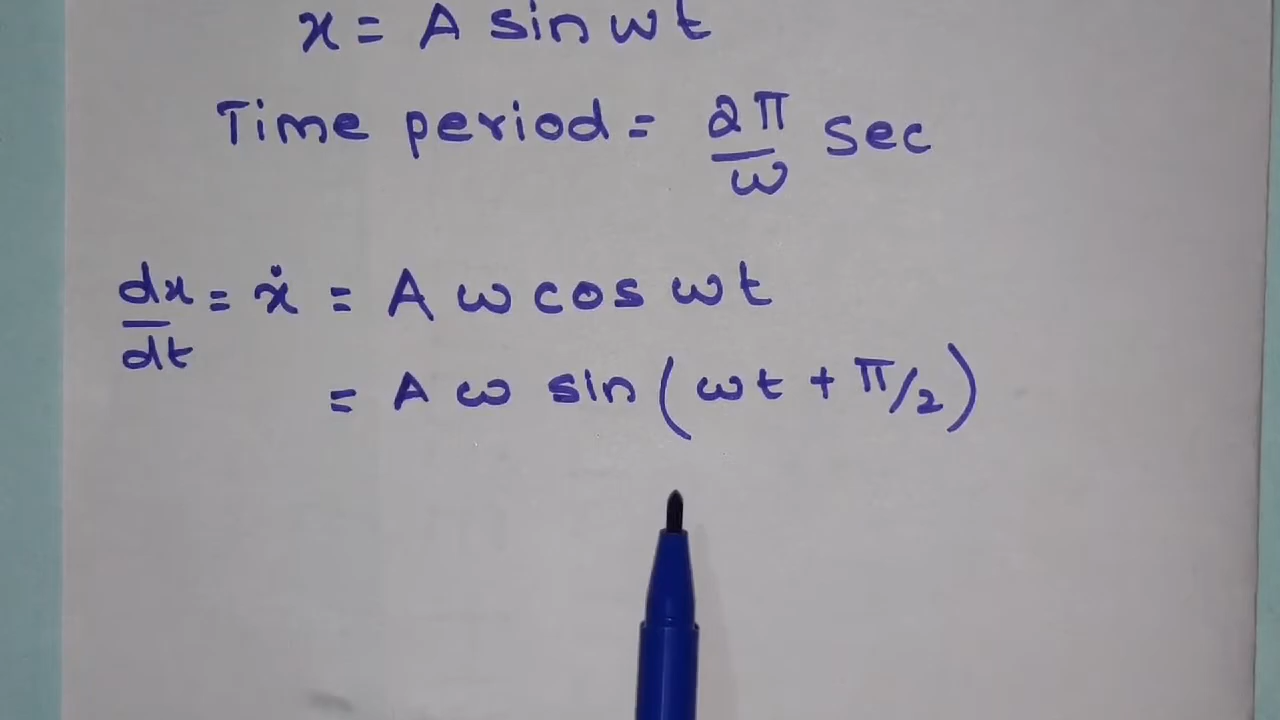 x = A sin ωt
Time period = 2π/ω sec
dx/dt = ẋ = A ω cos ωt
= A ω sin (ωt + π/2)